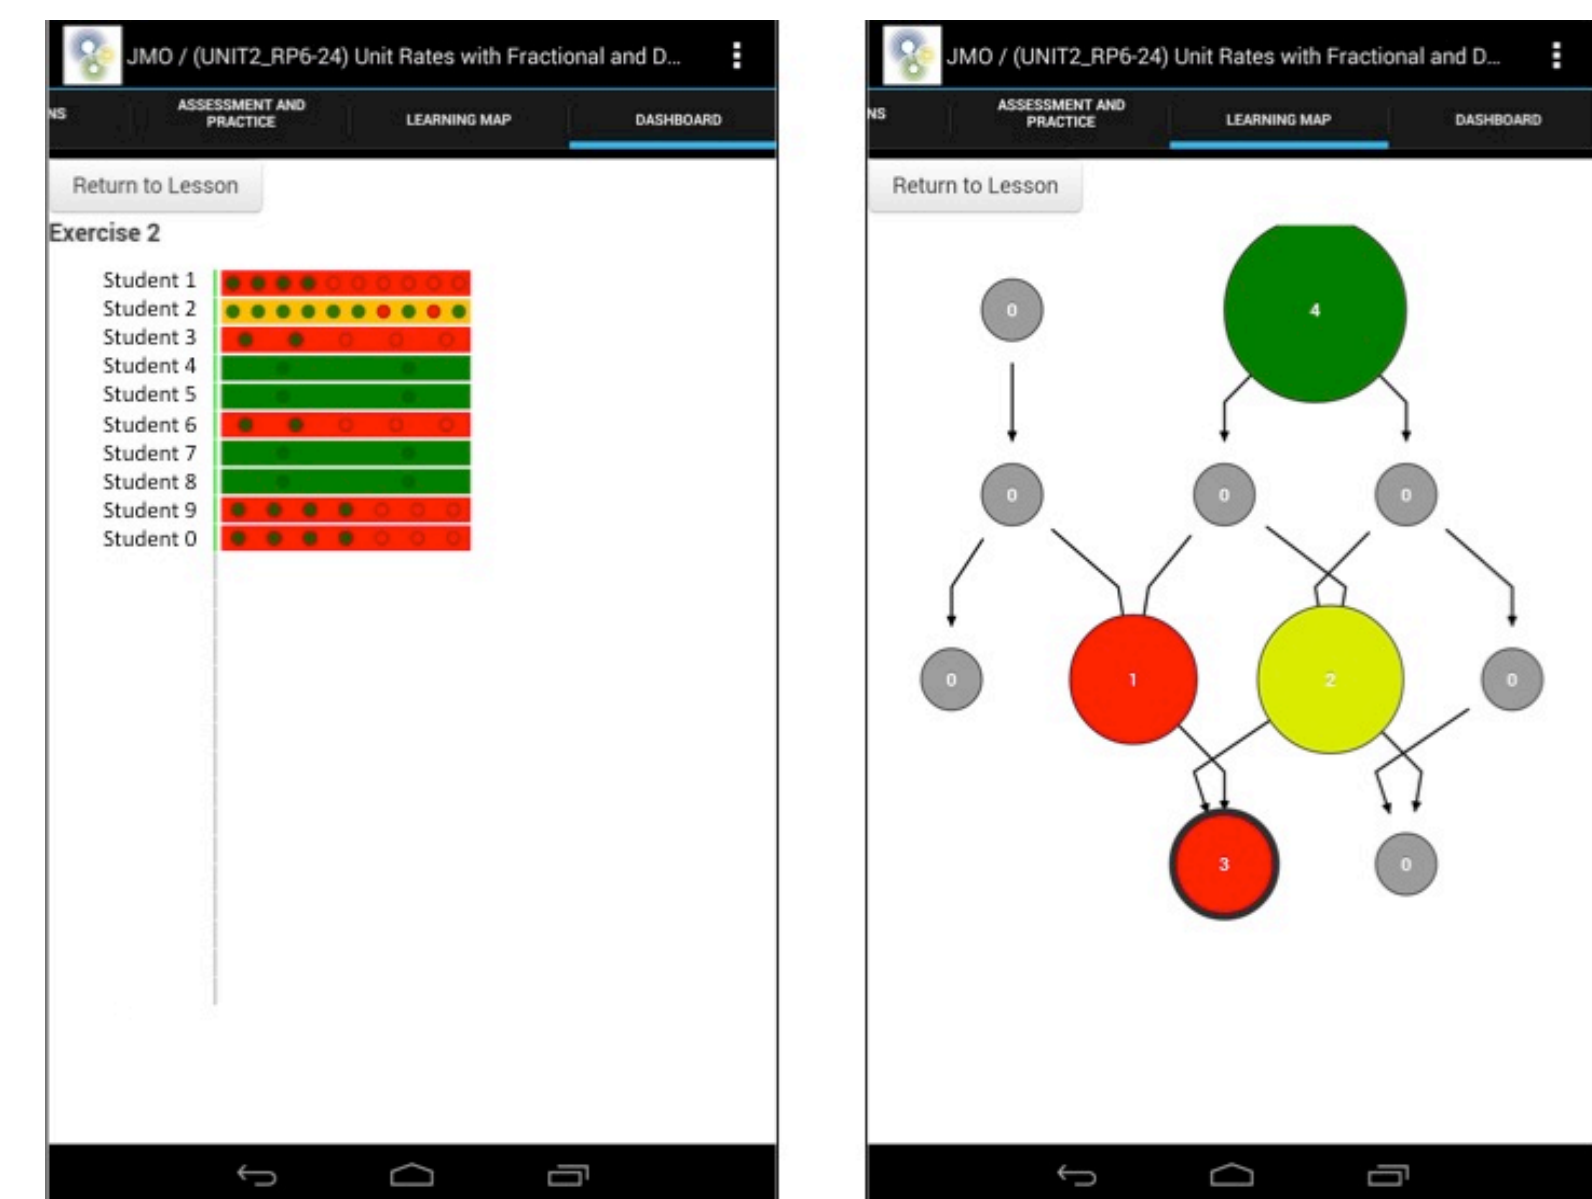 JMO / (UNIT2_RP6-24) Unit Rates with Fractional and D...
NS
ASSESSMENT AND
PRACTICE
LEARNING MAP
DASHBOARD
Return to Lesson
Exercise 2
Student 1
Student 2
Student 3
Student 4
Student 5
Student 6
Student 7
Student 8
Student 9
Student 0
JMO / (UNIT2_RP6-24) Unit Rates with Fractional and D...
NS
ASSESSMENT AND
PRACTICE
LEARNING MAP
DASHBOARD
Return to Lesson
0
4
0
0
0
0
1
2
0
3
0